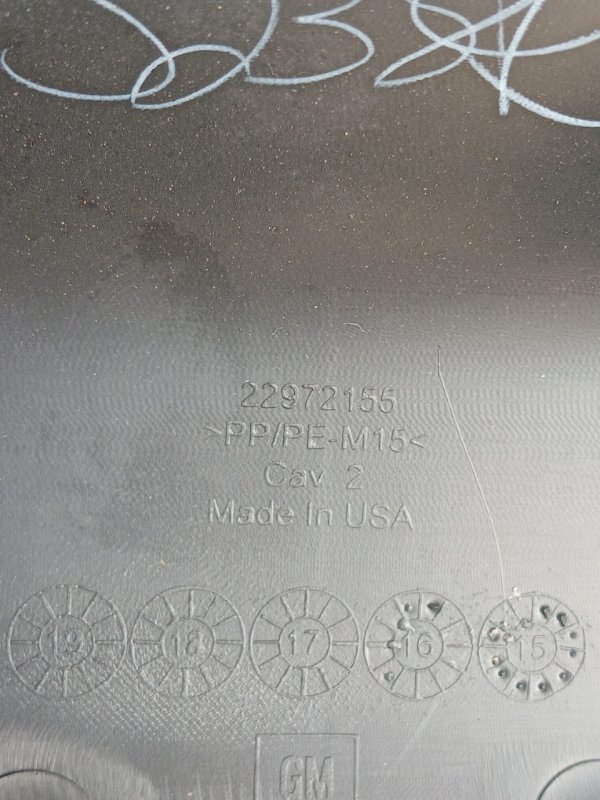 22972155
>PP/PE-M15<
Cav 2
Made In USA
19 18 17 16 15
GM